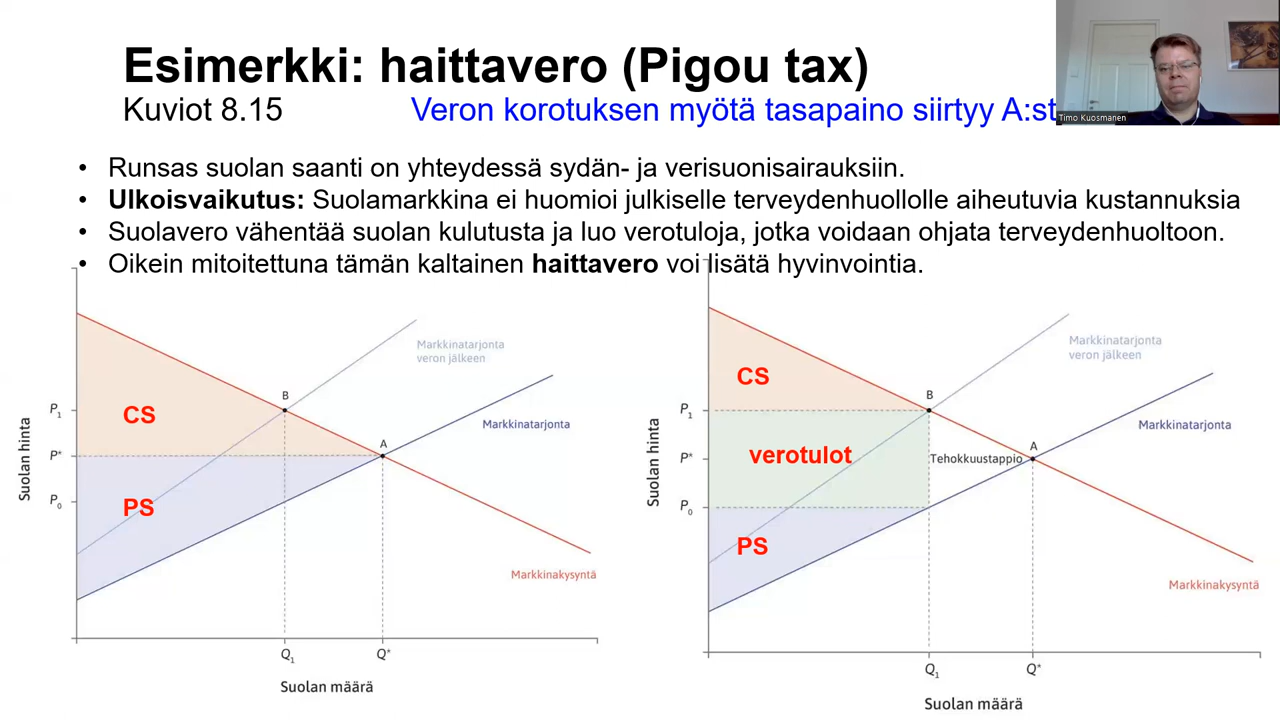 Esimerkki: haittavero (Pigou tax)
Kuviot 8.15
Veron korotuksen myötä tasapaino siirtyy A:st
Timo Kuosmanen
• Runsas suolan saanti on yhteydessä sydän- ja verisuonisairauksiin.
• Ulkoisvaikutus: Suolamarkkina ei huomioi julkiselle terveydenhuollolle aiheutuvia kustannuksia
• Suolavero vähentää suolan kulutusta ja luo verotuloja, jotka voidaan ohjata terveydenhuoltoon.
• Oikein mitoitettuna tämän kaltainen haittavero voi lisätä hyvinvointia.
Markkinatarjonta
veron jälkeen
B
P1
CS
Markkinatarjonta
A
P*
Suolan hinta
P0
PS
Markkinakysyntä
Q1
Q*
Suolan määrä
Markkinatarjonta
veron jälkeen
CS
B
P1
Markkinatarjonta
A
verotulot
Tehokkuustappio
P*
Suolan hinta
P0
PS
Markkinakysyntä
Q1
Q*
Suolan määrä